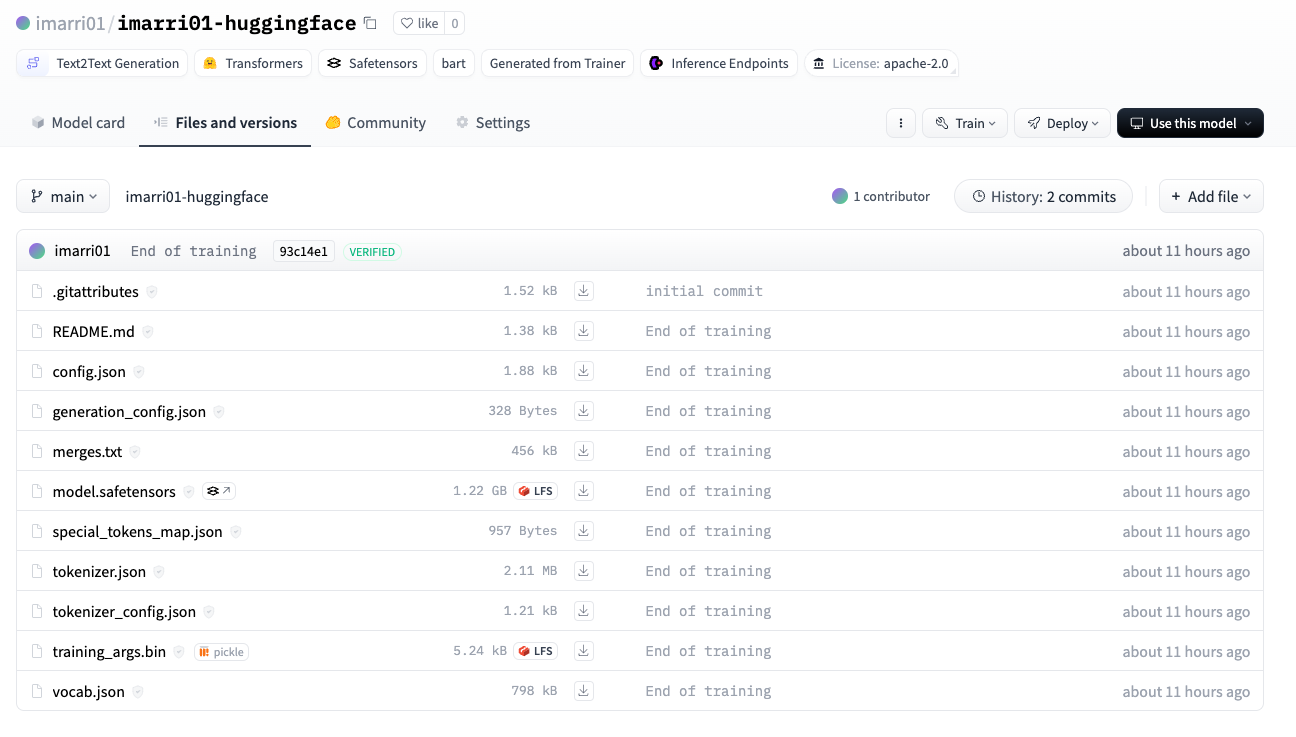 imarri01/imarri01-huggingface like 0
Text2Text Generation Transformers Safetensors bart Generated from Trainer Inference Endpoints License: apache-2.0
Model card Files and versions Community Settings Train Deploy Use this model
main imarri01-huggingface 1 contributor History: 2 commits + Add file
imarri01 End of training 93c14e1 VERIFIED about 11 hours ago
.gitattributes 1.52 kB initial commit about 11 hours ago
README.md 1.38 kB End of training about 11 hours ago
config.json 1.88 kB End of training about 11 hours ago
generation_config.json 328 Bytes End of training about 11 hours ago
merges.txt 456 kB End of training about 11 hours ago
model.safetensors 1.22 GB LFS End of training about 11 hours ago
special_tokens_map.json 957 Bytes End of training about 11 hours ago
tokenizer.json 2.11 MB End of training about 11 hours ago
tokenizer_config.json 1.21 kB End of training about 11 hours ago
training_args.bin pickle 5.24 kB LFS End of training about 11 hours ago
vocab.json 798 kB End of training about 11 hours ago